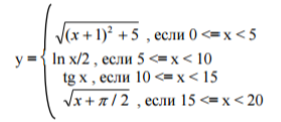 √((x + 1)² + 5) , если 0 <= x < 5
y = ln x/2 , если 5 <= x < 10
tg x , если 10 <= x < 15
√(x + π / 2) , если 15 <= x < 20